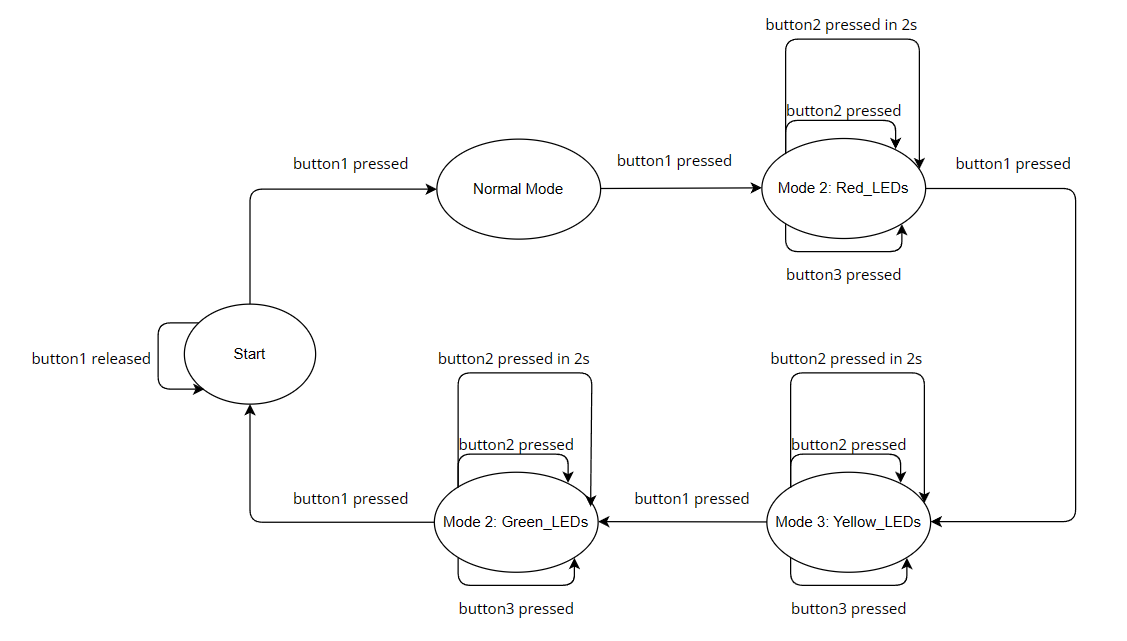 button2 pressed in 2s
button2 pressed
button1 pressed
button1 pressed
button1 pressed
Normal Mode
Mode 2: Red_LEDs
button3 pressed
Start
button1 released
button2 pressed in 2s
button2 pressed in 2s
button2 pressed
button2 pressed
button1 pressed
button1 pressed
Mode 2: Green_LEDs
Mode 3: Yellow_LEDs
button3 pressed
button3 pressed